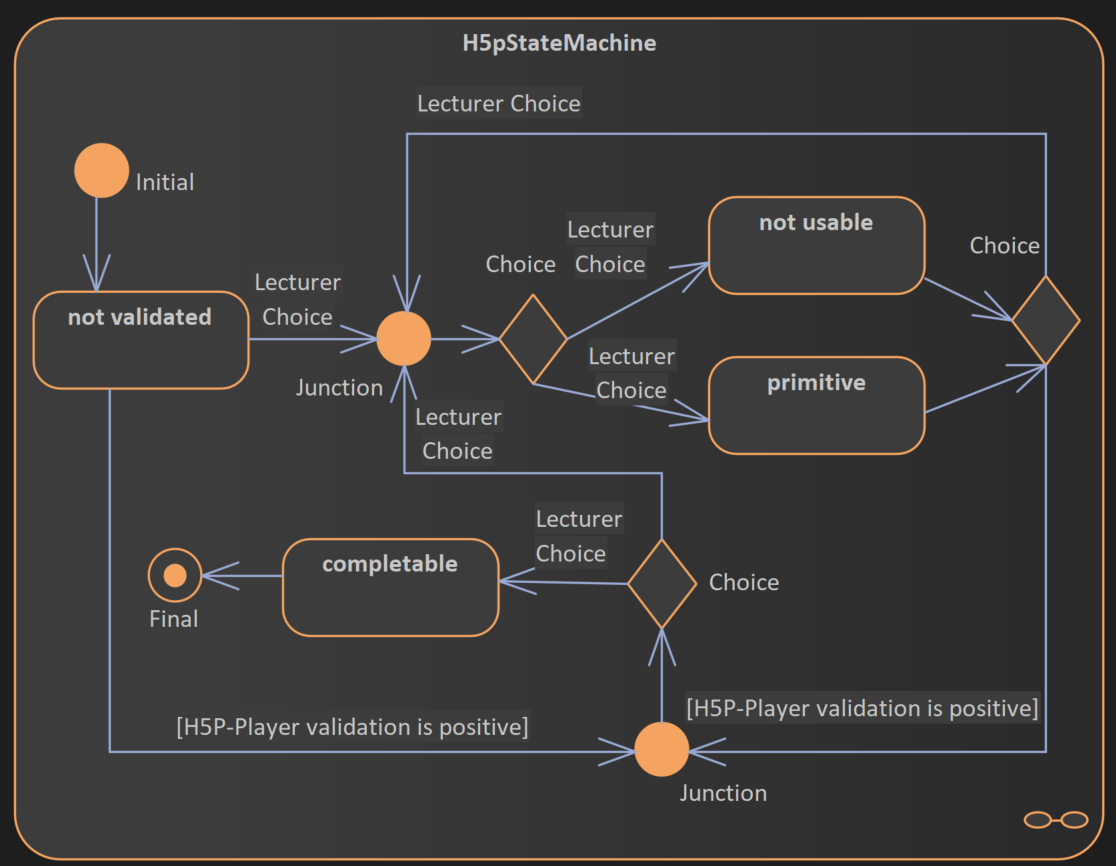 H5pStateMachine
Lecturer Choice
Initial
Lecturer
Choice
not usable
Choice
Choice
Lecturer
Choice
not validated
Junction
Lecturer
Choice
primitive
Lecturer
Choice
Lecturer
Choice
completable
Choice
Final
[H5P-Player validation is positive]
[H5P-Player validation is positive]
Junction